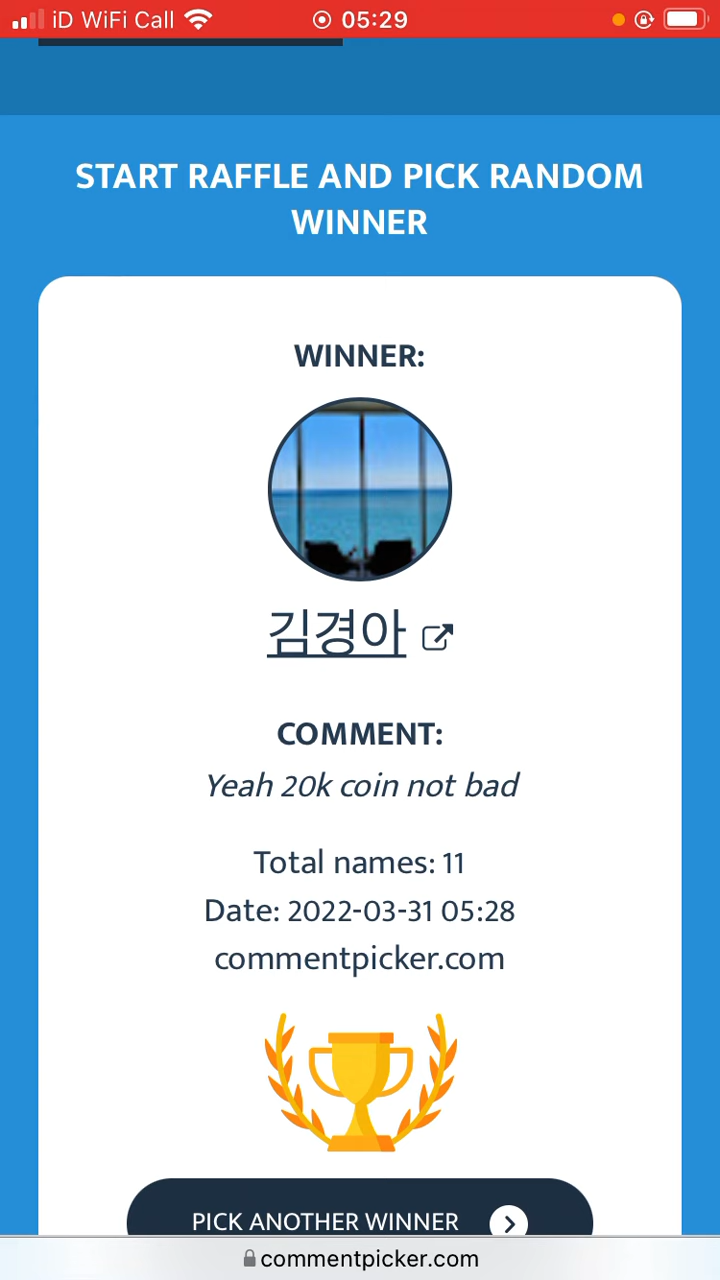 iD WiFi Call 05:29
START RAFFLE AND PICK RANDOM
WINNER
WINNER:
김경아
COMMENT:
Yeah 20k coin not bad
Total names: 11
Date: 2022-03-31 05:28
commentpicker.com
PICK ANOTHER WINNER
commentpicker.com